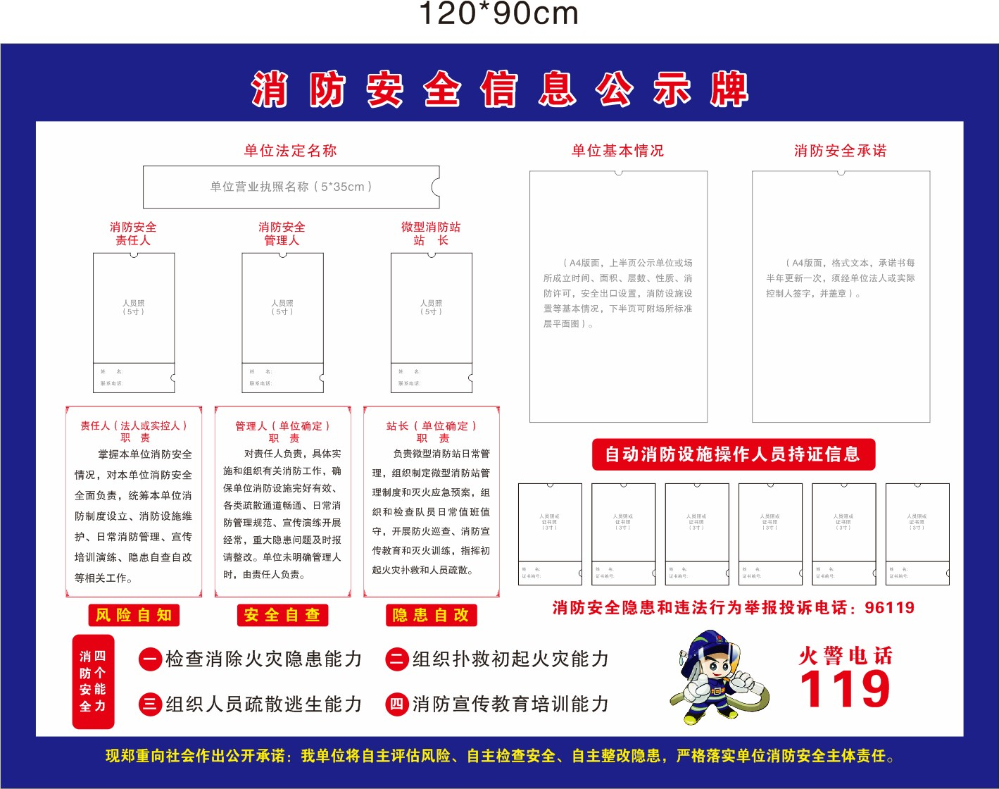 120*90cm
消防安全信息公示牌
单位法定名称
单位营业执照名称（5*35cm）
消防安全
责任人
人员照
（5寸）
姓　　名：
联系电话：
消防安全
管理人
人员照
（5寸）
姓　　名：
联系电话：
微型消防站
站　长
人员照
（5寸）
姓　　名：
联系电话：
责任人（法人或实控人）
职　责
掌握本单位消防安全
情况，对本单位消防安全
全面负责，统筹本单位消
防制度设立、消防设施维
护、日常消防管理、宣传
培训演练、隐患自查自改
等相关工作。
管理人（单位确定）
职　责
对责任人负责，具体实
施和组织有关消防工作，确
保单位消防设施完好有效、
各类疏散通道畅通、日常消
防管理规范、宣传演练开展
经常，重大隐患问题及时报
请整改。单位未明确管理人
时，由责任人负责。
站长（单位确定）
职　责
负责微型消防站日常管
理，组织制定微型消防站管
理制度和灭火应急预案，组
织和检查队员日常值班值
守，开展防火巡查、消防宣
传教育和灭火训练，指挥初
起火灾扑救和人员疏散。
风险自知
安全自查
隐患自改
单位基本情况
（A4版面，上半页公示单位或场
所成立时间、面积、层数、性质、消
防许可，安全出口设置，消防设施设
置等基本情况，下半页可附场所标准
层平面图）。
消防安全承诺
（A4版面，格式文本，承诺书每
半年更新一次，须经单位法人或实际
控制人签字，并盖章）。
自动消防设施操作人员持证信息
人员照或
证书照
（3寸）
姓　　名：
证书编号：
人员照或
证书照
（3寸）
姓　　名：
证书编号：
人员照或
证书照
（3寸）
姓　　名：
证书编号：
人员照或
证书照
（3寸）
姓　　名：
证书编号：
人员照或
证书照
（3寸）
姓　　名：
证书编号：
人员照或
证书照
（3寸）
姓　　名：
证书编号：
消防安全隐患和违法行为举报投诉电话：96119
消防安全
四个能力
一 检查消除火灾隐患能力
二 组织扑救初起火灾能力
三 组织人员疏散逃生能力
四 消防宣传教育培训能力
火警电话
119
现郑重向社会作出公开承诺：我单位将自主评估风险、自主检查安全、自主整改隐患，严格落实单位消防安全主体责任。